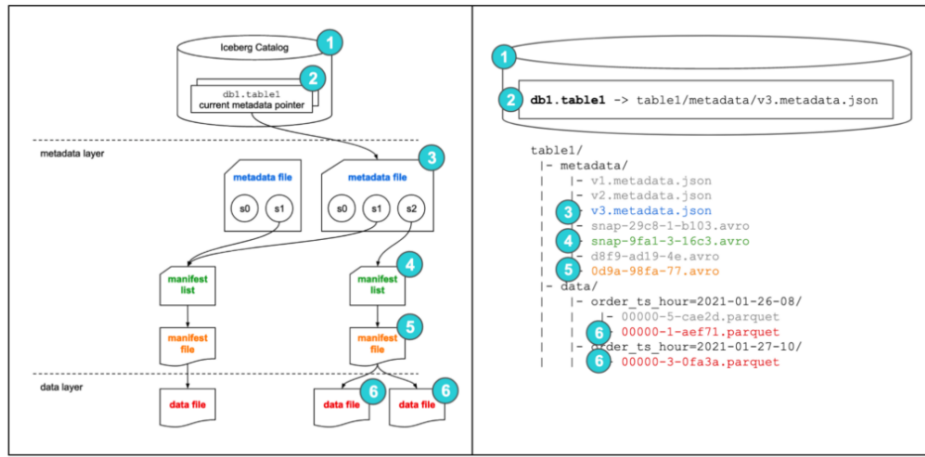 Iceberg Catalog
1
2
db1.table1
current metadata pointer
metadata layer
3
metadata file
metadata file
s0
s1
s0
s1
s2
4
manifest
list
manifest
list
5
manifest
file
manifest
file
data layer
6
6
data file
data file
data file
1
2
db1.table1 -> table1/metadata/v3.metadata.json
table1/
|- metadata/
| |- v1.metadata.json
| |- v2.metadata.json
| 3 v3.metadata.json
| |- snap-29c8-1-b103.avro
| 4 snap-9fa1-3-16c3.avro
| |- d8f9-ad19-4e.avro
| 5 0d9a-98fa-77.avro
|- data/
| |- order_ts_hour=2021-01-26-08/
| | |- 00000-5-cae2d.parquet
| | 6 00000-1-aef71.parquet
| |- order_ts_hour=2021-01-27-10/
| | 6 00000-3-0fa3a.parquet